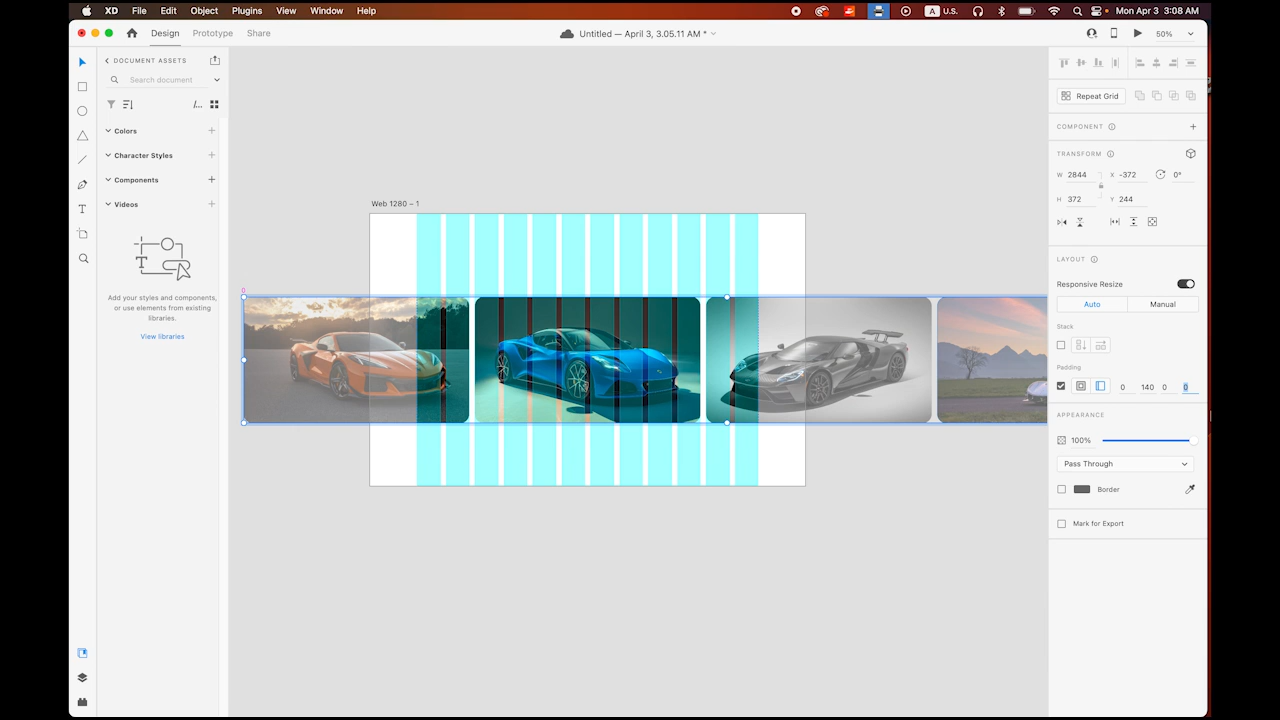 XD File Edit Object Plugins View Window Help A U.S. Mon Apr 3 3:08 AM
Design Prototype Share Untitled — April 3, 3.05.11 AM * 50%
DOCUMENT ASSETS
Search document
Colors
Character Styles
Components
Videos
Add your styles and components,
or use elements from existing
libraries.
View libraries
Web 1280 – 1
0
Repeat Grid
COMPONENT
TRANSFORM
W 2844 X -372 0°
H 372 Y 244
LAYOUT
Responsive Resize
Auto Manual
Stack
Padding
0 140 0 0
APPEARANCE
100%
Pass Through
Border
Mark for Export